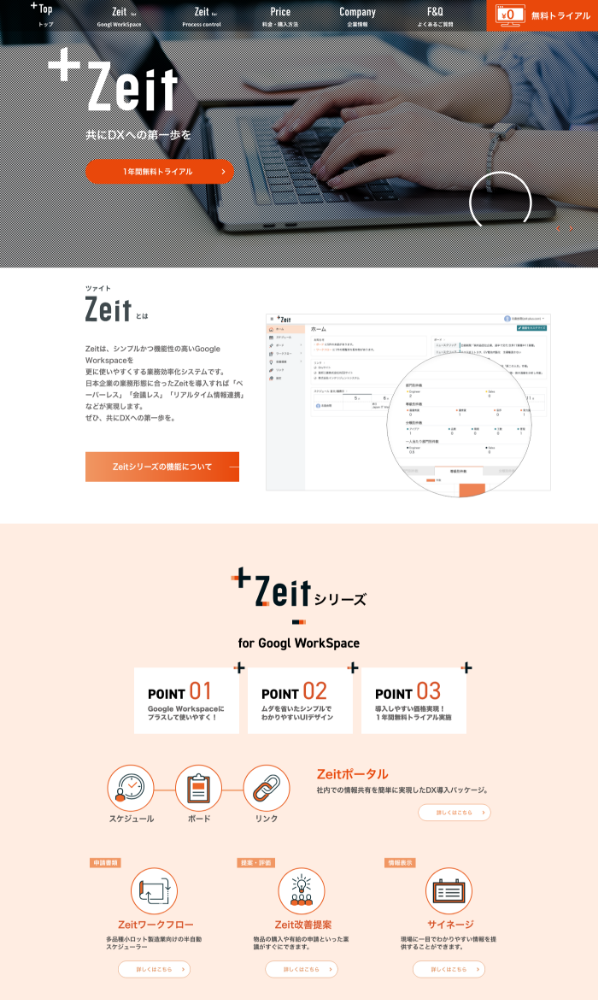 +Top
トップ
Zeit for
Googl WorkSpace
Zeit for
Process control
Price
料金・購入方法
Company
企業情報
F&Q
よくあるご質問
¥0
無料トライアル
+Zeit
共にDXへの第一歩を
1年間無料トライアル
ツァイト
Zeit とは
Zeitは、シンプルかつ機能性の高いGoogle
Workspaceを
更に使いやすくする業務効率化システムです。
日本企業の業務形態に合ったZeitを導入すれば「ペ
ーパーレス」「会議レス」「リアルタイム情報連携」
などが実現します。
ぜひ、共にDXへの第一歩を。
Zeitシリーズの機能について
+Zeit
ホーム
ホーム
+Zeitシリーズ
for Googl WorkSpace
POINT 01
Google Workspaceに
プラスして使いやすく！
POINT 02
ムダを省いたシンプルで
わかりやすいUIデザイン
POINT 03
導入しやすい価格実現！
1年間無料トライアル実施
スケジュール
ボード
リンク
Zeitポータル
社内での情報共有を簡単に実現したDX導入パッケージ。
詳しくはこちら
申請書類
Zeitワークフロー
多品種小ロット製造業向けの半自動
スケジューラー
詳しくはこちら
提案・評価
Zeit改善提案
物品の購入や有給の申請といった稟
議がすぐにできます。
詳しくはこちら
情報表示
サイネージ
現場に一目でわかりやすい情報を提
供することができます。
詳しくはこちら